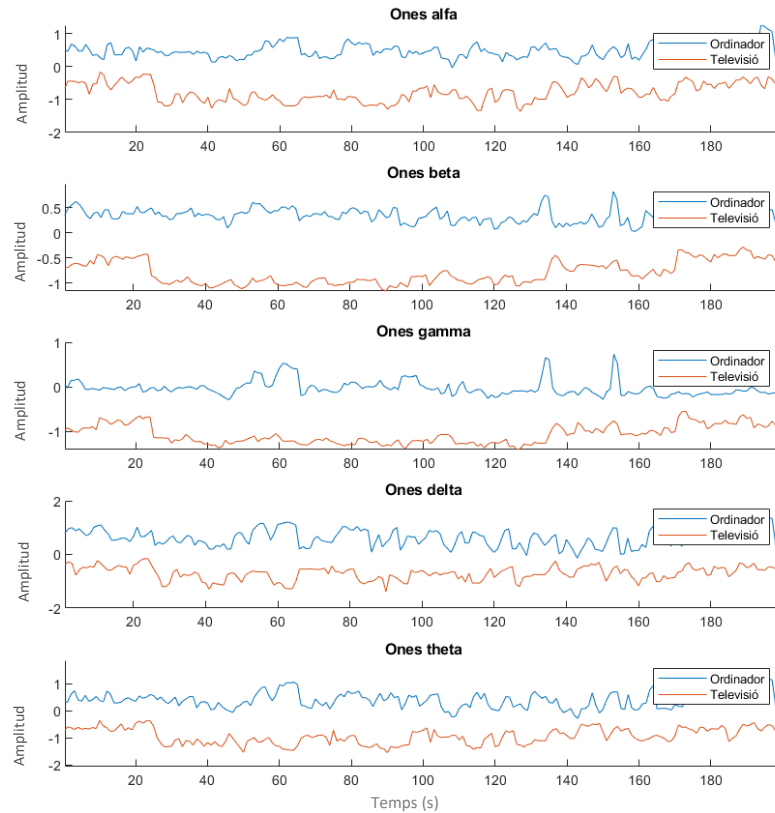 Ones alfa
1
0
-1
-2
Amplitud
Ordinador
Televisió
20 40 60 80 100 120 140 160 180
Ones beta
0.5
-0.5
-1
Amplitud
Ordinador
Televisió
20 40 60 80 100 120 140 160 180
Ones gamma
1
0
-1
Amplitud
Ordinador
Televisió
20 40 60 80 100 120 140 160 180
Ones delta
2
0
-2
Amplitud
Ordinador
Televisió
20 40 60 80 100 120 140 160 180
Ones theta
1
0
-1
-2
Amplitud
Ordinador
Televisió
20 40 60 80 100 120 140 160 180
Temps (s)